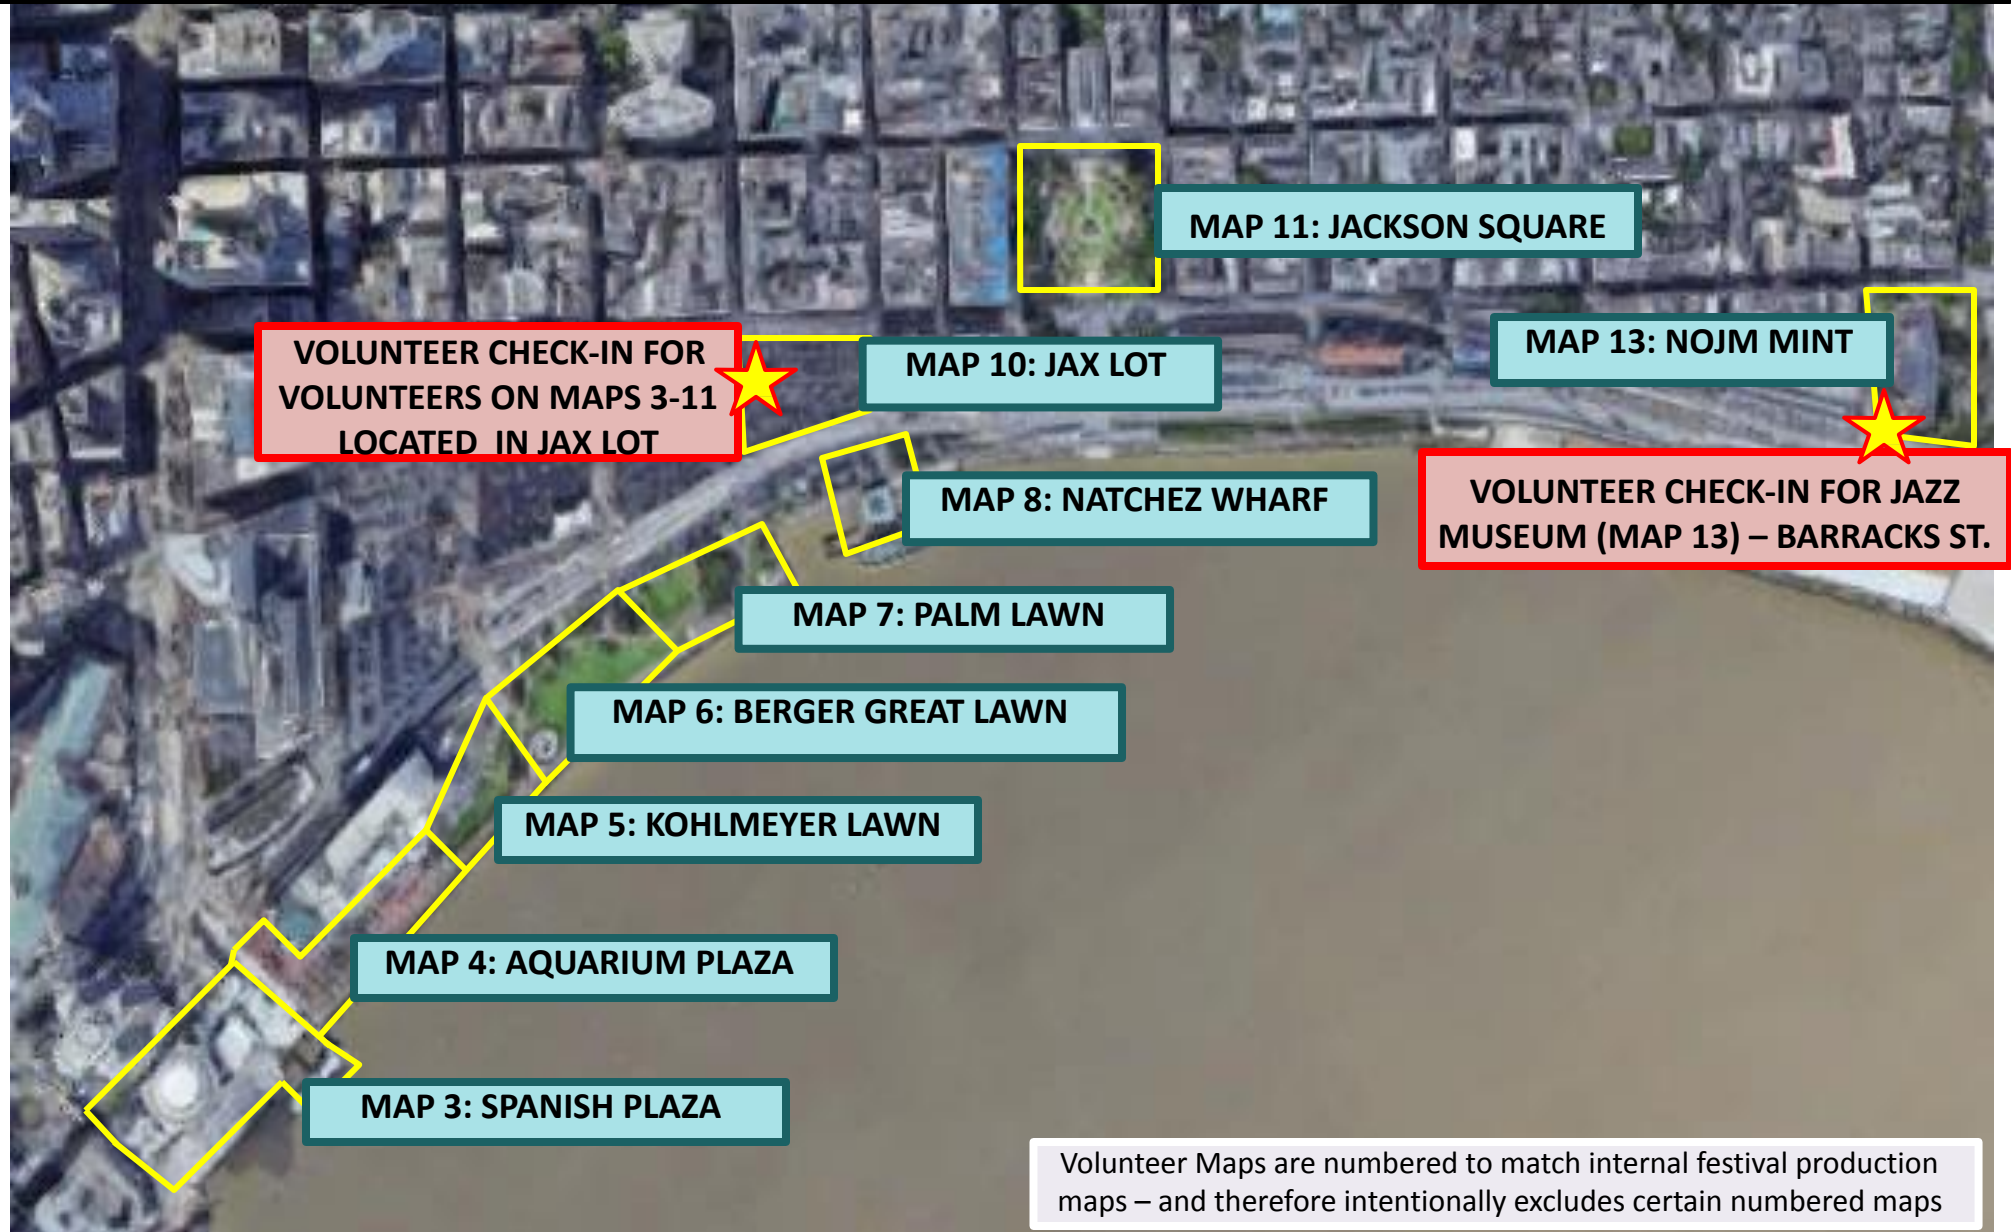 MAP 11: JACKSON SQUARE
VOLUNTEER CHECK-IN FOR
VOLUNTEERS ON MAPS 3-11
LOCATED  IN JAX LOT
MAP 10: JAX LOT
MAP 13: NOJM MINT
MAP 8: NATCHEZ WHARF
VOLUNTEER CHECK-IN FOR JAZZ
MUSEUM (MAP 13) – BARRACKS ST.
MAP 7: PALM LAWN
MAP 6: BERGER GREAT LAWN
MAP 5: KOHLMEYER LAWN
MAP 4: AQUARIUM PLAZA
MAP 3: SPANISH PLAZA
Volunteer Maps are numbered to match internal festival production
maps – and therefore intentionally excludes certain numbered maps